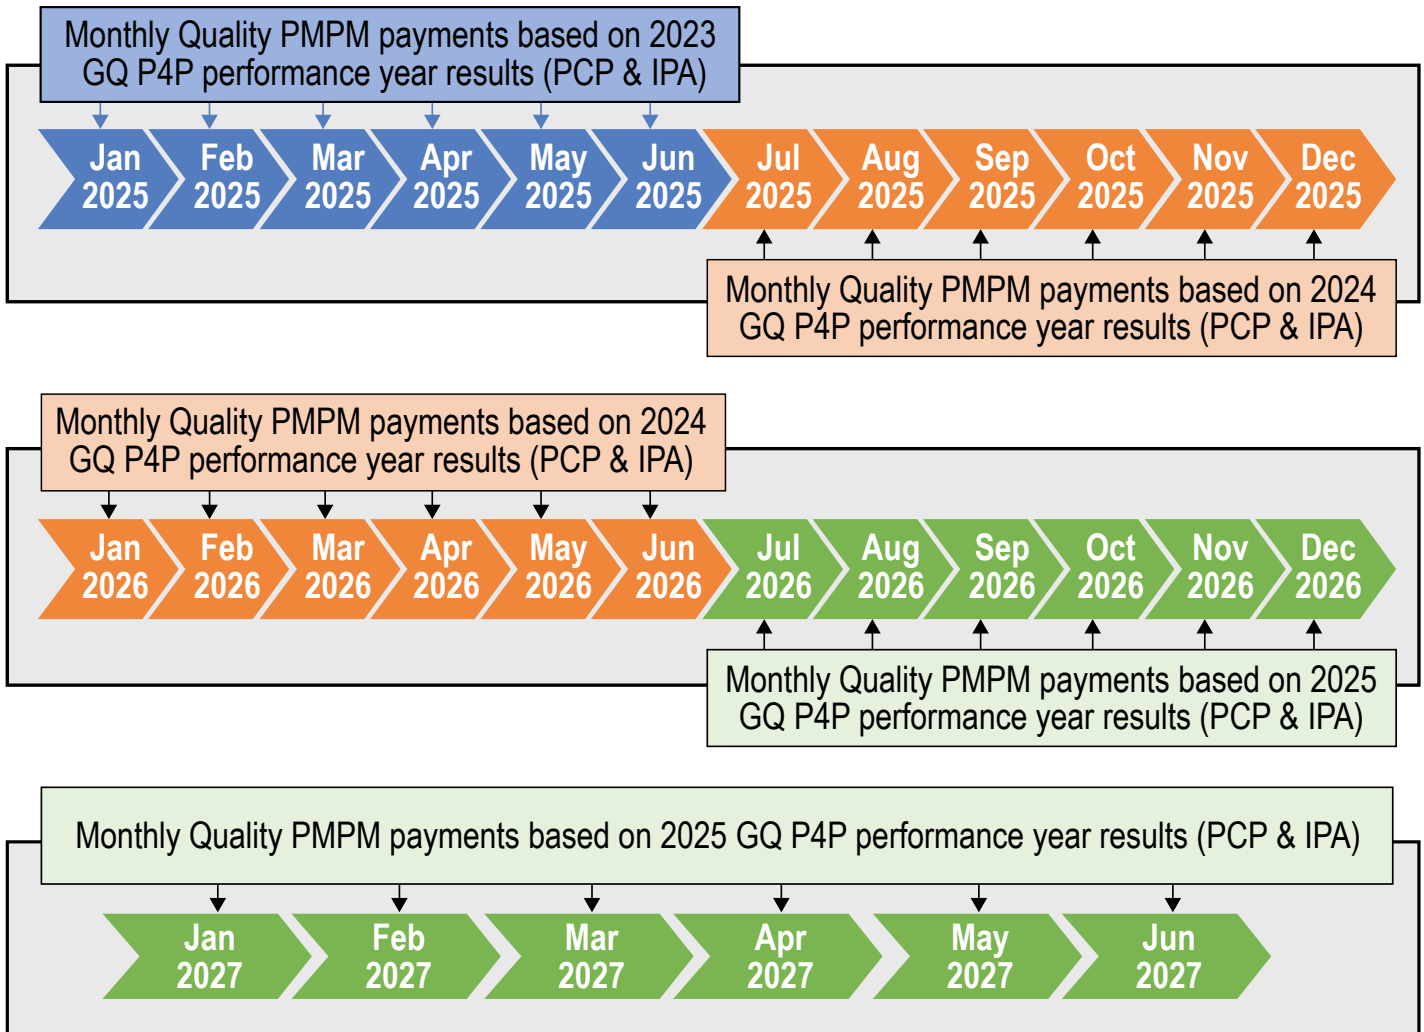 Monthly Quality PMPM payments based on 2023
GQ P4P performance year results (PCP & IPA)
Jan
2025
Feb
2025
Mar
2025
Apr
2025
May
2025
Jun
2025
Jul
2025
Aug
2025
Sep
2025
Oct
2025
Nov
2025
Dec
2025
Monthly Quality PMPM payments based on 2024
GQ P4P performance year results (PCP & IPA)
Monthly Quality PMPM payments based on 2024
GQ P4P performance year results (PCP & IPA)
Jan
2026
Feb
2026
Mar
2026
Apr
2026
May
2026
Jun
2026
Jul
2026
Aug
2026
Sep
2026
Oct
2026
Nov
2026
Dec
2026
Monthly Quality PMPM payments based on 2025
GQ P4P performance year results (PCP & IPA)
Monthly Quality PMPM payments based on 2025 GQ P4P performance year results (PCP & IPA)
Jan
2027
Feb
2027
Mar
2027
Apr
2027
May
2027
Jun
2027